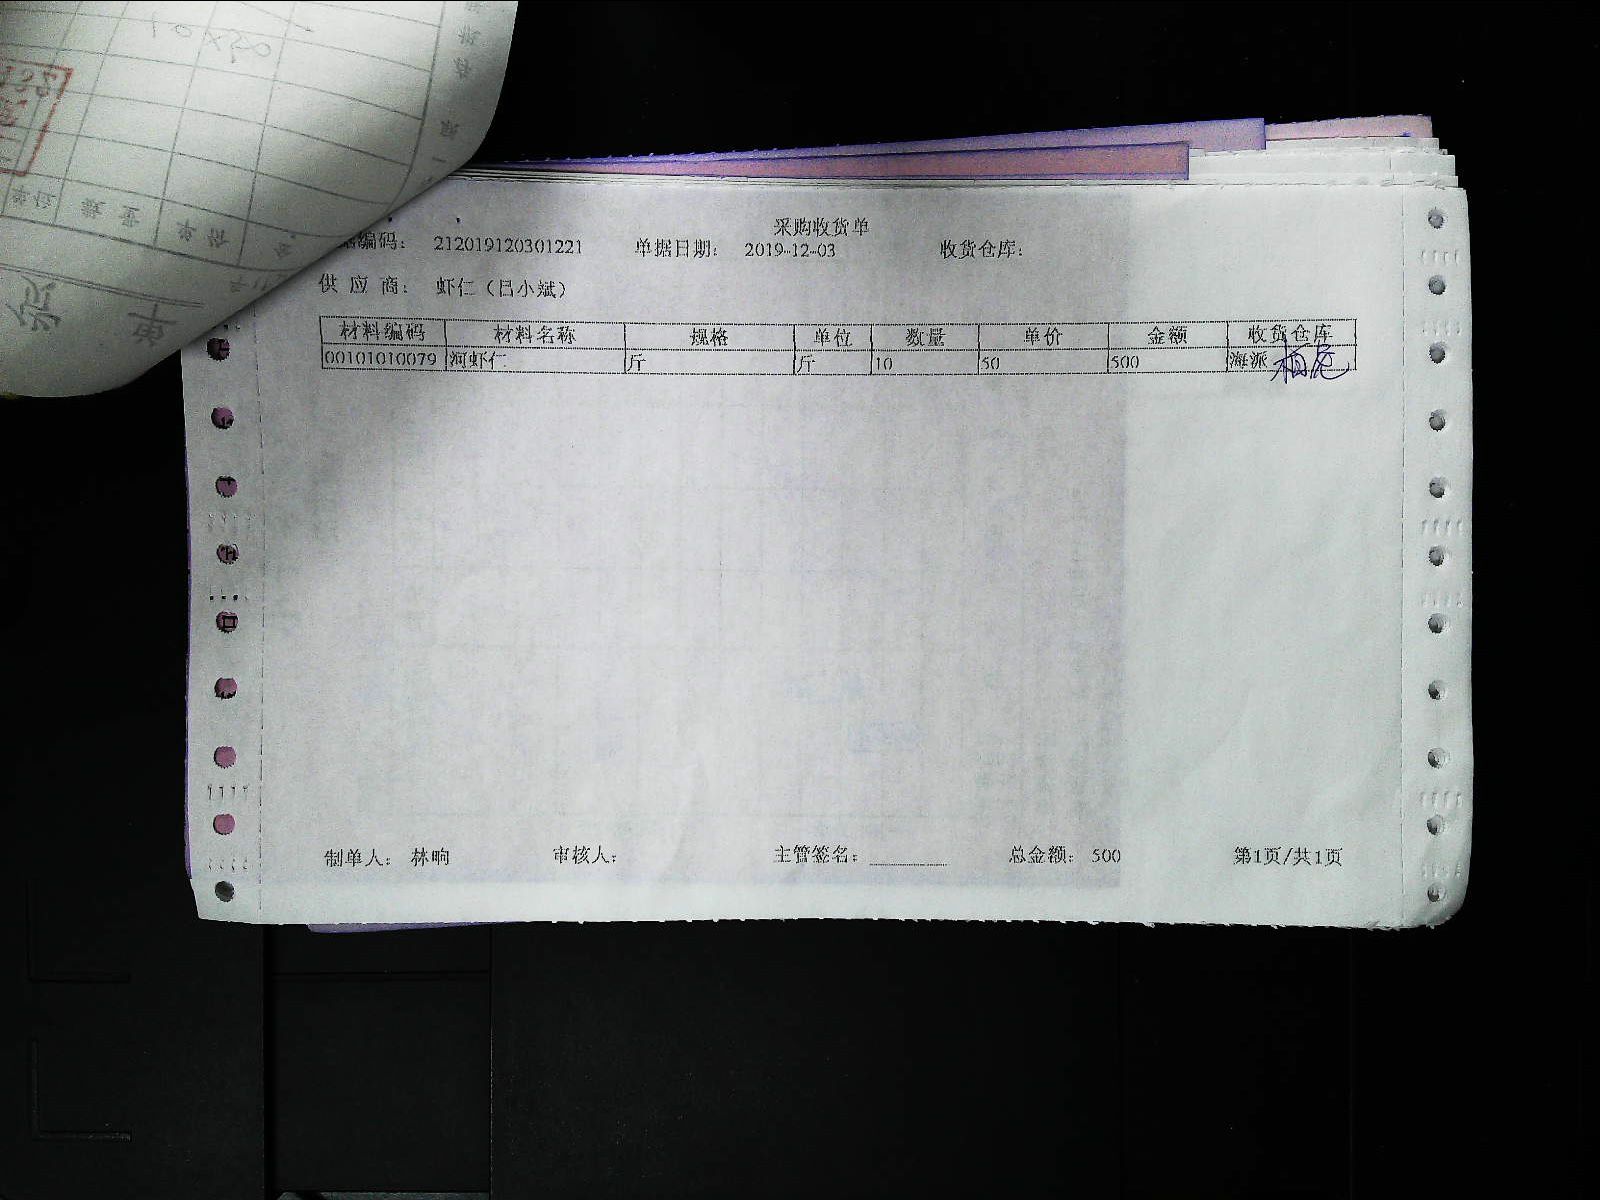 采购收货单
编码： 212019120301221 单据日期： 2019-12-03 收货仓库：
供 应 商： 虾仁（吕小斌）
材料编码 材料名称 规格 单位 数量 单价 金额 收货仓库
00101010079 河虾仁 斤 斤 10 50 500 海派
制单人： 林晌 审核人： 主管签名： 总金额： 500 第1页/共1页
10×50